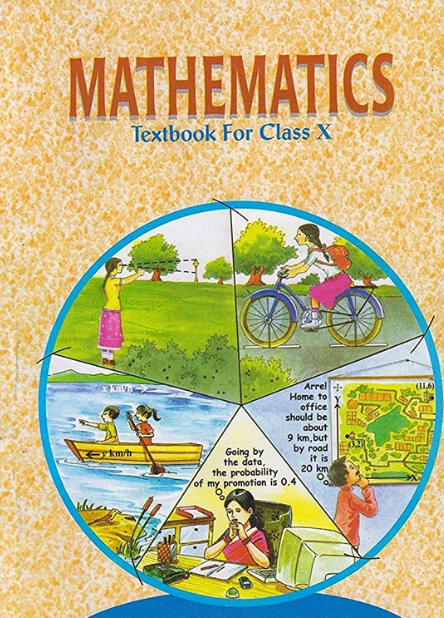 MATHEMATICS
Textbook For Class X
x km/h
y km/h
Arre!
Home to
office
should be
about
9 km,but
by road
it is
20 km
(11,6)
Y
(3,2)
X
Going by
the data,
the probability
of my promotion is 0.4